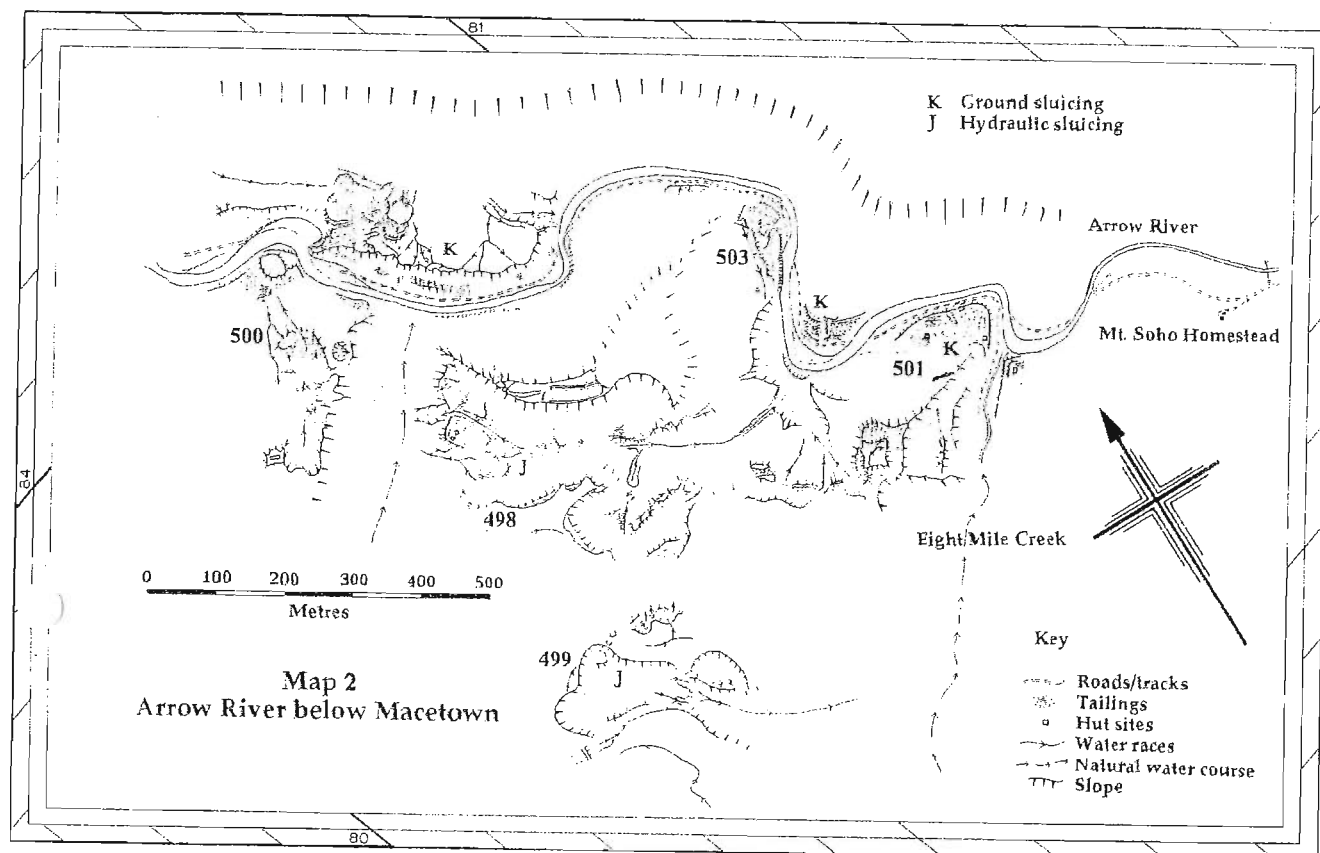 81
K Ground sluicing
J Hydraulic sluicing
Arrow River
K
503
K
500
Mt. Soho Homestead
K
501
J
84
498
Eight Mile Creek
0 100 200 300 400 500
Metres
499
J
Map 2
Arrow River below Macetown
Key
Roads/tracks
Tailings
Hut sites
Water races
Natural water course
Slope
80